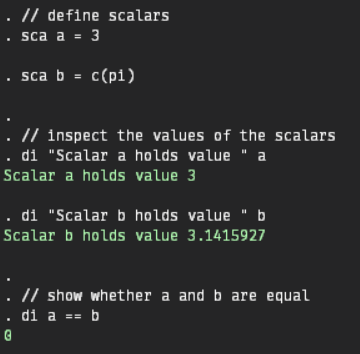 . // define scalars
. sca a = 3
. sca b = c(pi)
.
. // inspect the values of the scalars
. di "Scalar a holds value " a
Scalar a holds value 3
. di "Scalar b holds value " b
Scalar b holds value 3.1415927
.
. // show whether a and b are equal
. di a == b
0